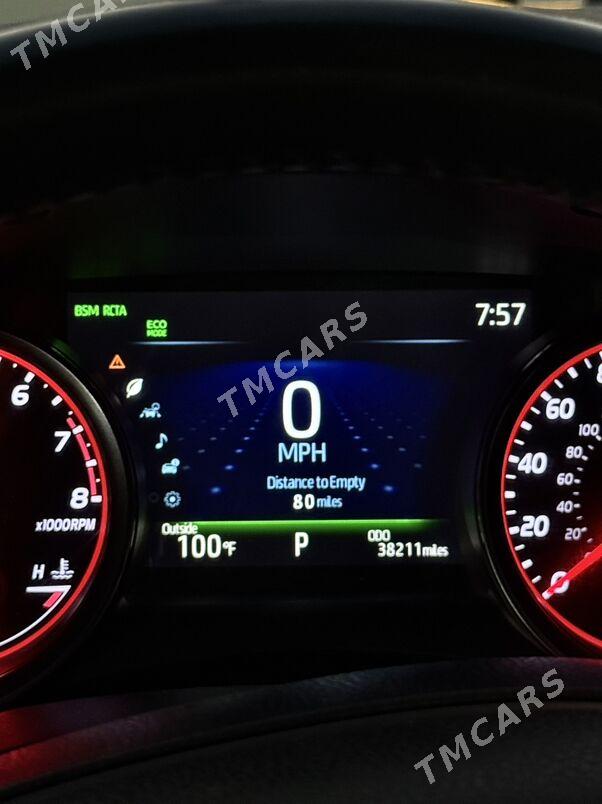 TMCARS
BSM RCTA
ECO
MODE
7:57
TMCARS
0
MPH
Distance to Empty
80 miles
Outside
100°F
P
ODO
38211 miles
6
7
8
x1000RPM
H
60
40
20
0
100
80
60
40
20
TMCARS